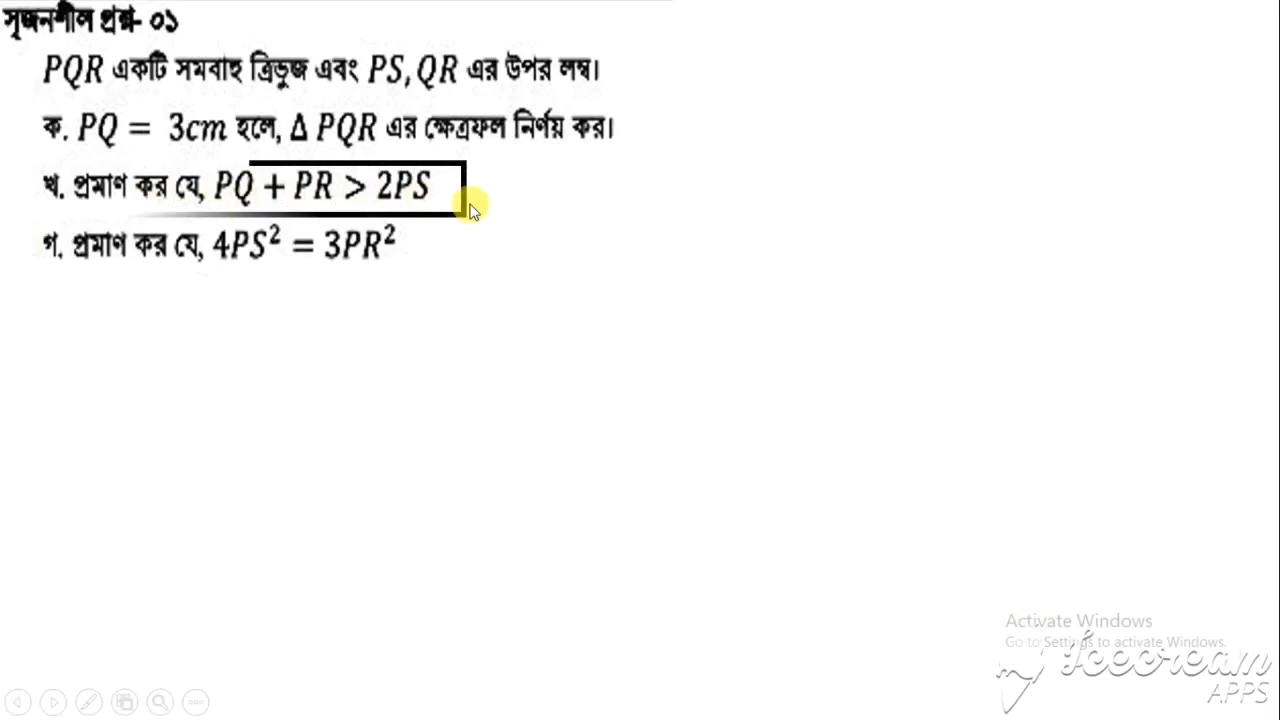 সৃজনশীল প্রশ্ন- ০১
PQR একটি সমবাহু ত্রিভুজ এবং PS, QR এর উপর লম্ব।
ক. PQ = 3cm হলে, Δ PQR এর ক্ষেত্রফল নির্ণয় কর।
খ. প্রমাণ কর যে, PQ + PR > 2PS
গ. প্রমাণ কর যে, 4PS² = 3PR²
Activate Windows
Go to Settings to activate Windows.
Icecream
APPS